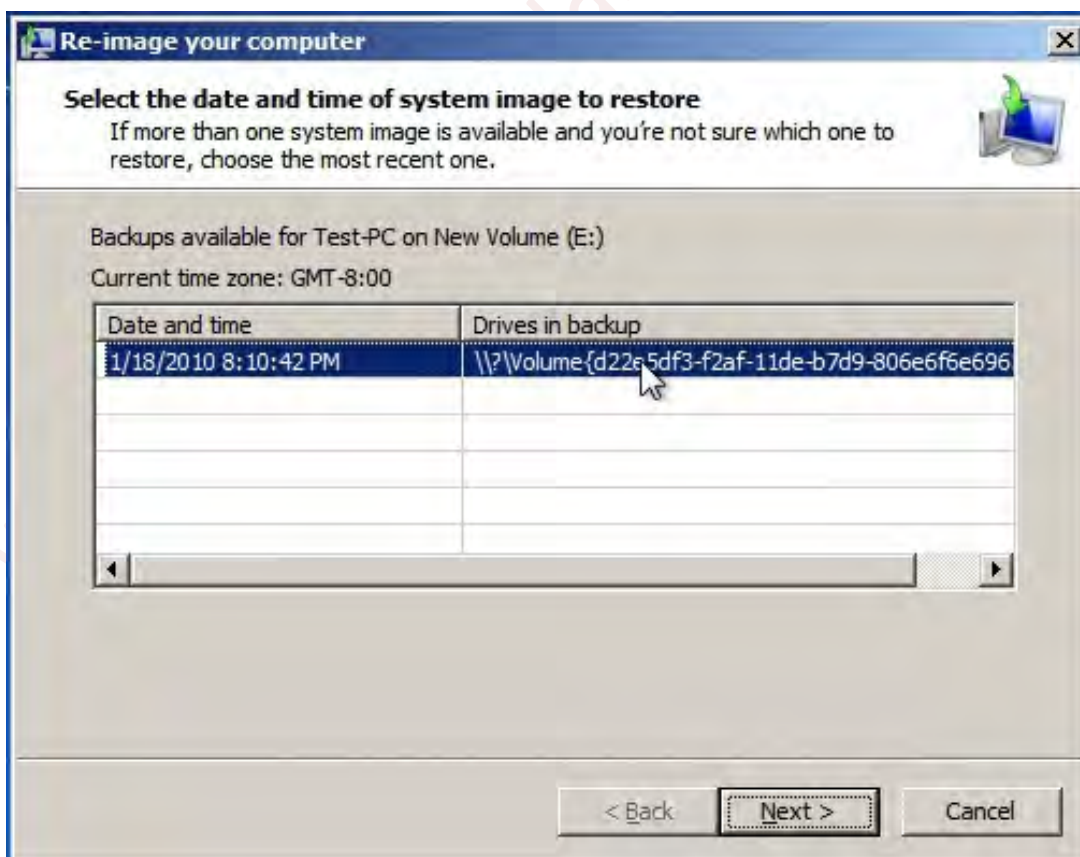 Re-image your computer
Select the date and time of system image to restore
If more than one system image is available and you're not sure which one to
restore, choose the most recent one.
Backups available for Test-PC on New Volume (E:)
Current time zone: GMT-8:00
Date and time Drives in backup
1/18/2010 8:10:42 PM \\?\Volume{d22e5df3-f2af-11de-b7d9-806e6f6e696
< Back Next > Cancel